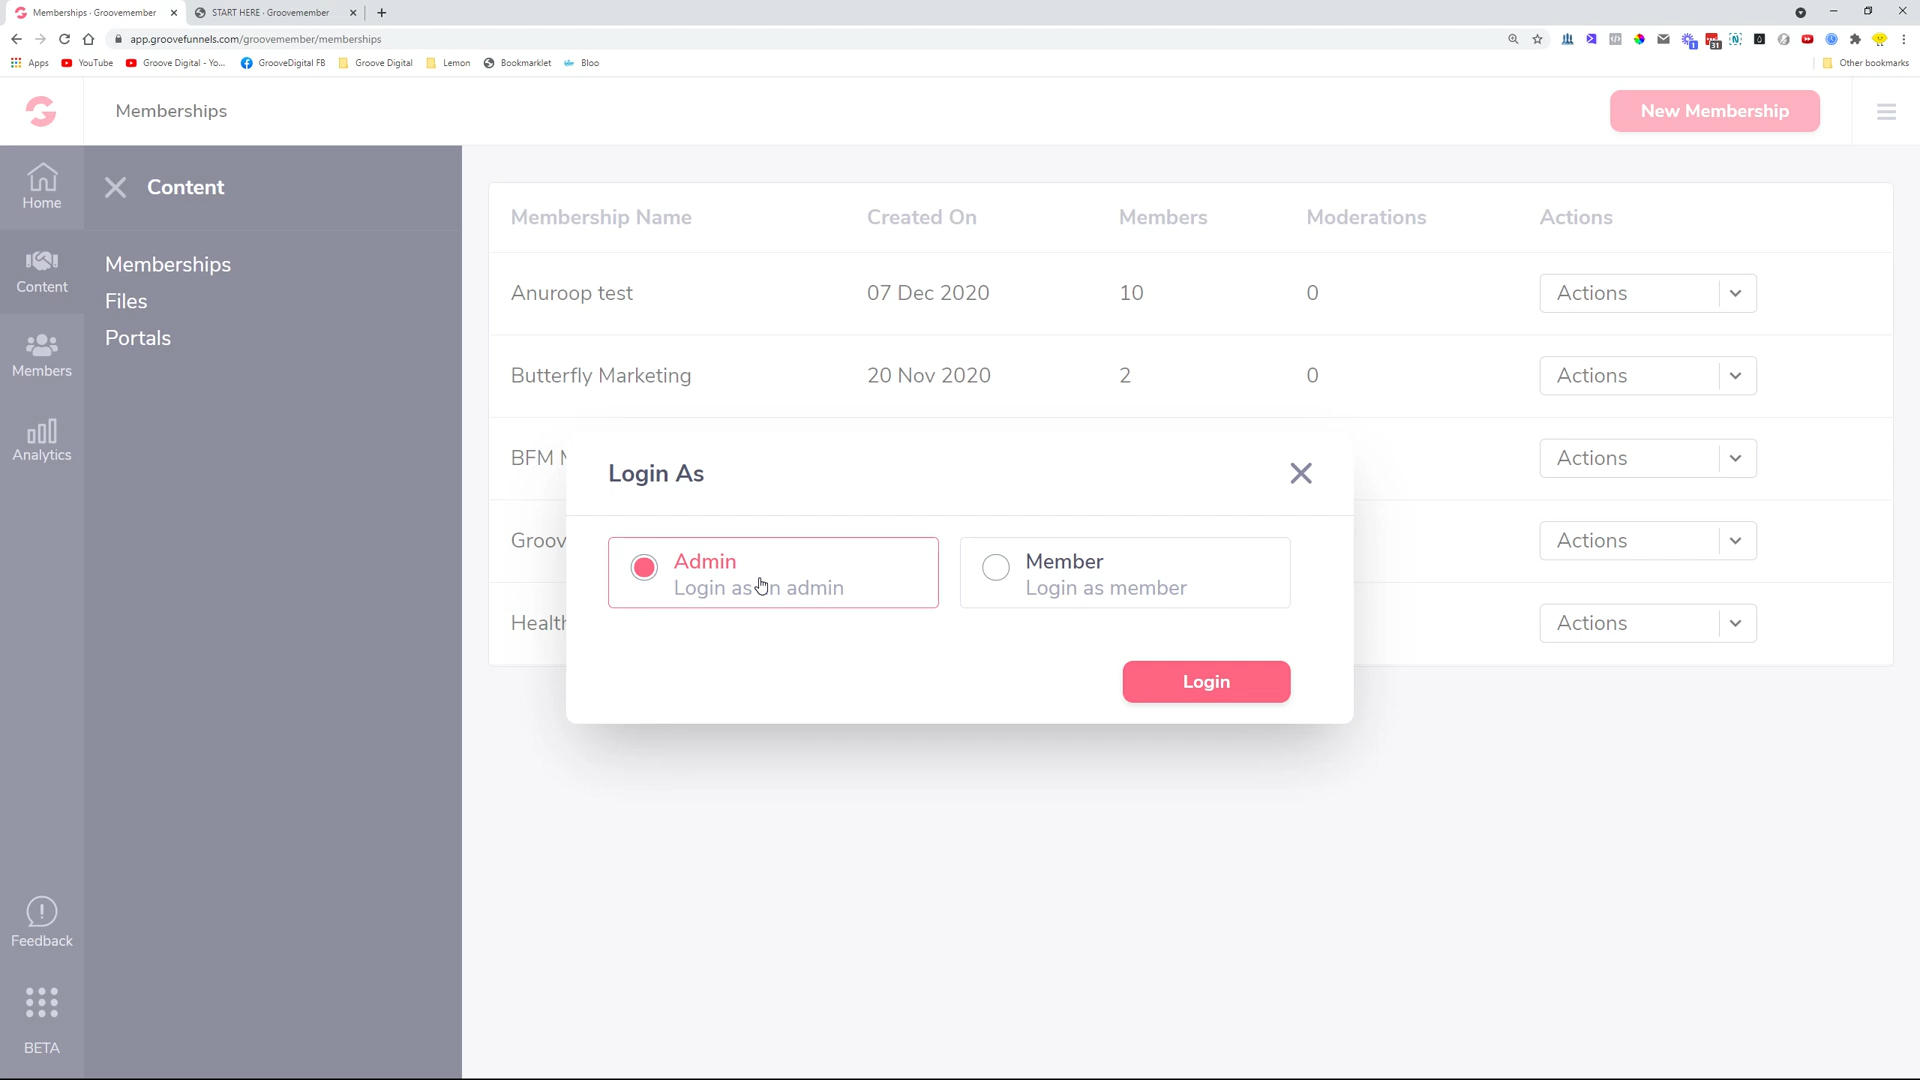 Memberships - Groovemember
START HERE - Groovemember
app.groovefunnels.com/groovemember/memberships
Apps
YouTube
Groove Digital - Yo...
GrooveDigital FB
Groove Digital
Lemon
Bookmarklet
Bloo
Other bookmarks
Memberships
New Membership
Home
Content
Members
Analytics
Feedback
BETA
Content
Memberships
Files
Portals
Membership Name Created On Members Moderations Actions
Anuroop test 07 Dec 2020 10 0 Actions
Butterfly Marketing 20 Nov 2020 2 0 Actions
BFM Actions
Groov Actions
Health Actions
Login As
Admin
Login as admin
Member
Login as member
Login
31
1